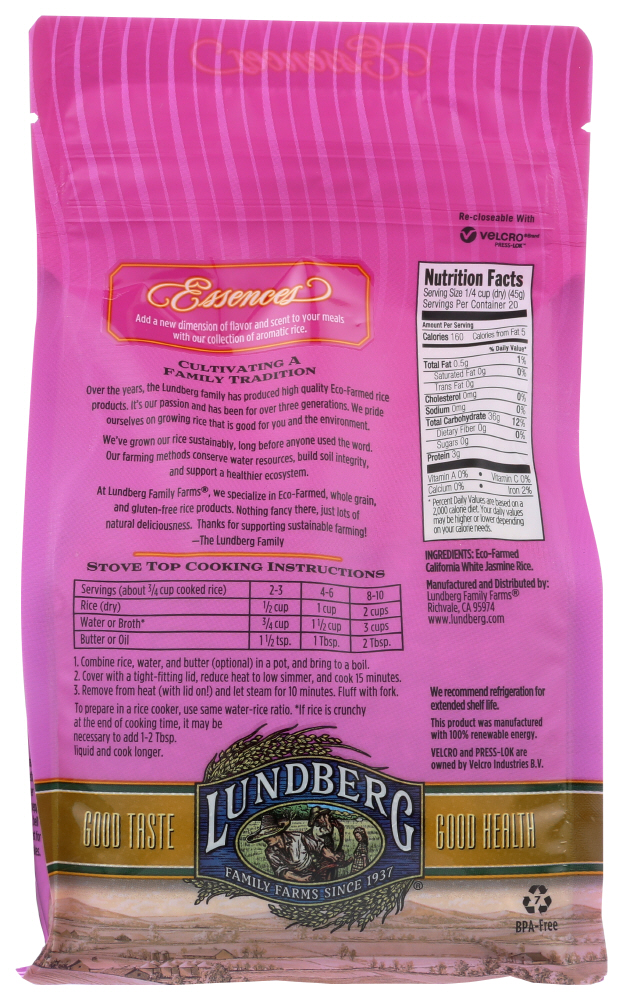 Essences
Re-closeable With
VELCRO® Brand
PRESS-LOK™
Essences
Add a new dimension of flavor and scent to your meals
with our collection of aromatic rice.
CULTIVATING A
FAMILY TRADITION
Over the years, the Lundberg family has produced high quality Eco-Farmed rice
products. It's our passion and has been for over three generations. We pride
ourselves on growing rice that is good for you and the environment.
We've grown our rice sustainably, long before anyone used the word.
Our farming methods conserve water resources, build soil integrity,
and support a healthier ecosystem.
At Lundberg Family Farms®, we specialize in Eco-Farmed, whole grain,
and gluten-free rice products. Nothing fancy there, just lots of
natural deliciousness. Thanks for supporting sustainable farming!
—The Lundberg Family
STOVE TOP COOKING INSTRUCTIONS
Servings (about 3/4 cup cooked rice) 2-3 4-6 8-10
Rice (dry) 1/2 cup 1 cup 2 cups
Water or Broth* 3/4 cup 1 1/2 cup 3 cups
Butter or Oil 1 1/2 tsp. 1 Tbsp. 2 Tbsp.
1. Combine rice, water, and butter (optional) in a pot, and bring to a boil.
2. Cover with a tight-fitting lid, reduce heat to low simmer, and cook 15 minutes.
3. Remove from heat (with lid on!) and let steam for 10 minutes. Fluff with fork.
To prepare in a rice cooker, use same water-rice ratio. *If rice is crunchy
at the end of cooking time, it may be
necessary to add 1-2 Tbsp.
liquid and cook longer.
Nutrition Facts
Serving Size 1/4 cup (dry) (45g)
Servings Per Container 20
Amount Per Serving
Calories 160 Calories from Fat 5
% Daily Value*
Total Fat 0.5g 1%
Saturated Fat 0g 0%
Trans Fat 0g
Cholesterol 0mg 0%
Sodium 0mg 0%
Total Carbohydrate 36g 12%
Dietary Fiber 0g 0%
Sugars 0g
Protein 3g
Vitamin A 0% • Vitamin C 0%
Calcium 0% • Iron 2%
* Percent Daily Values are based on a
2,000 calorie diet. Your daily values
may be higher or lower depending
on your calorie needs.
INGREDIENTS: Eco-Farmed
California White Jasmine Rice.
Manufactured and Distributed by:
Lundberg Family Farms®
Richvale, CA 95974
www.lundberg.com
We recommend refrigeration for
extended shelf life.
This product was manufactured
with 100% renewable energy.
VELCRO and PRESS-LOK are
owned by Velcro Industries B.V.
GOOD TASTE
LUNDBERG
FAMILY FARMS SINCE 1937
®
GOOD HEALTH
7
BPA-Free